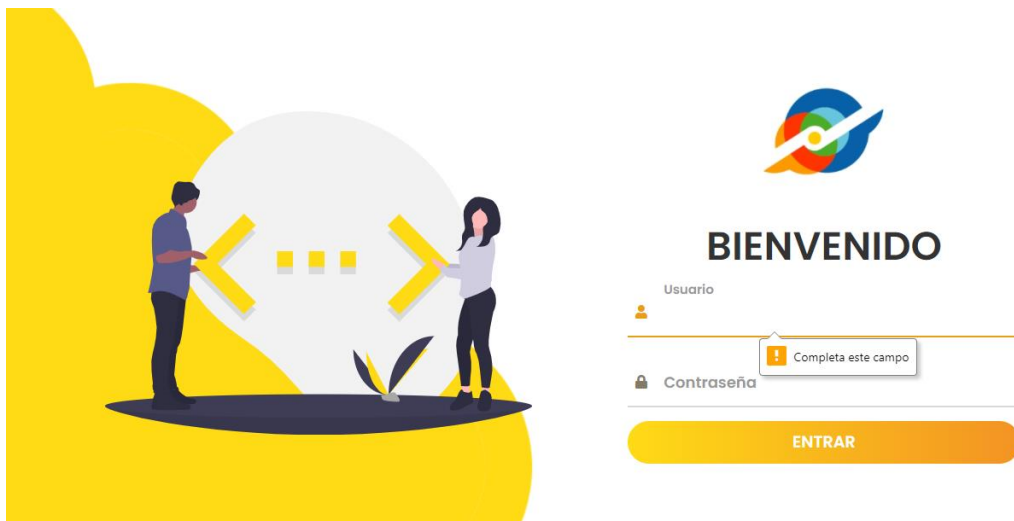 BIENVENIDO
Usuario
! Completa este campo
Contraseña
ENTRAR